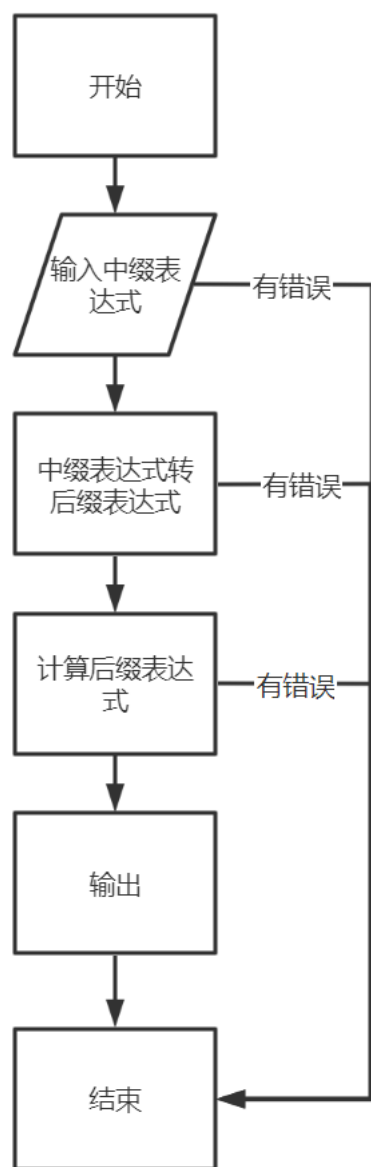 开始
输入中缀表
达式
有错误
中缀表达式转
后缀表达式
有错误
计算后缀表达
式
有错误
输出
结束